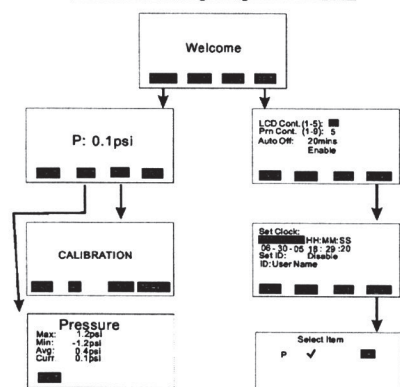 Welcome
P: 0.1psi
LCD Cont. (1-5):
Prn Cont. (1-9): 5
Auto Off: 20mins
Enable
CALIBRATION
Set Clock:
HH:MM:SS
06-30-05 18:29:20
Set ID: Disable
ID: User Name
Pressure
Max: 1.2psi
Min: -1.2psi
Avg: 0.4psi
Curr 0.1psi
Select Item
P ✓